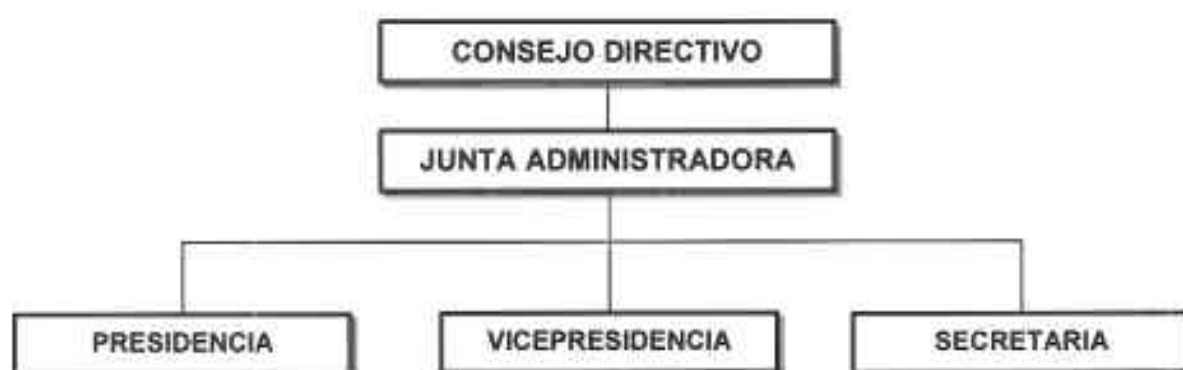 CONSEJO DIRECTIVO
JUNTA ADMINISTRADORA
PRESIDENCIA
VICEPRESIDENCIA
SECRETARIA